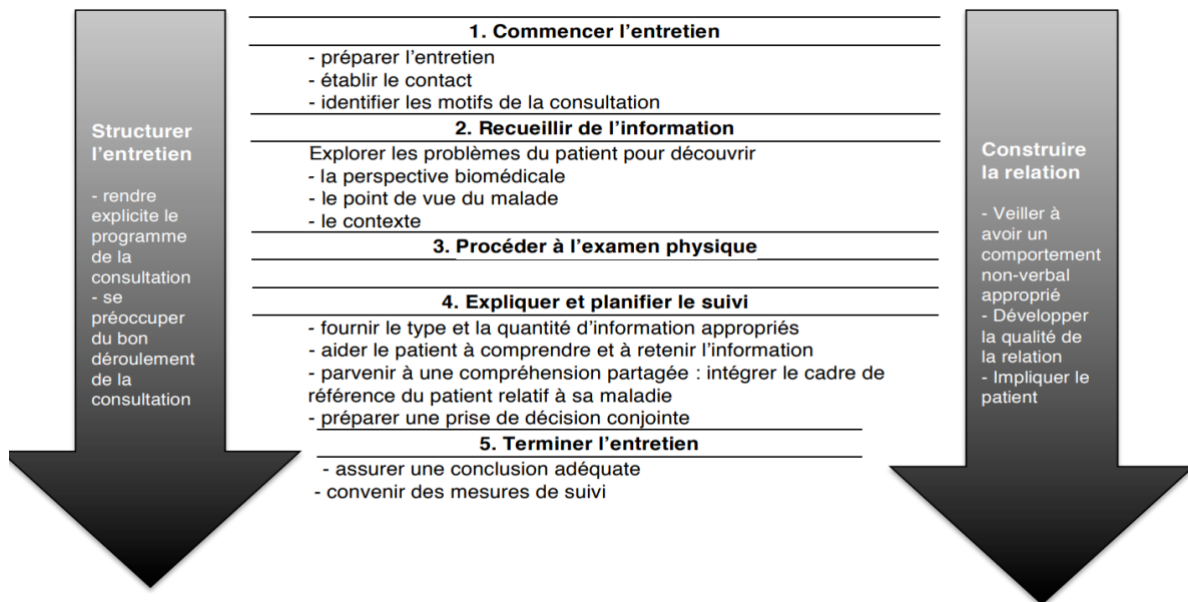 Structurer
l'entretien
- rendre
explicite le
programme
de la
consultation
- se
préoccuper
du bon
déroulement
de la
consultation
1. Commencer l'entretien
- préparer l'entretien
- établir le contact
- identifier les motifs de la consultation
2. Recueillir de l'information
Explorer les problèmes du patient pour découvrir
- la perspective biomédicale
- le point de vue du malade
- le contexte
3. Procéder à l'examen physique
4. Expliquer et planifier le suivi
- fournir le type et la quantité d'information appropriés
- aider le patient à comprendre et à retenir l'information
- parvenir à une compréhension partagée : intégrer le cadre de
référence du patient relatif à sa maladie
- préparer une prise de décision conjointe
5. Terminer l'entretien
- assurer une conclusion adéquate
- convenir des mesures de suivi
Construire
la relation
- Veiller à
avoir un
comportement
non-verbal
approprié
- Développer
la qualité de
la relation
- Impliquer le
patient